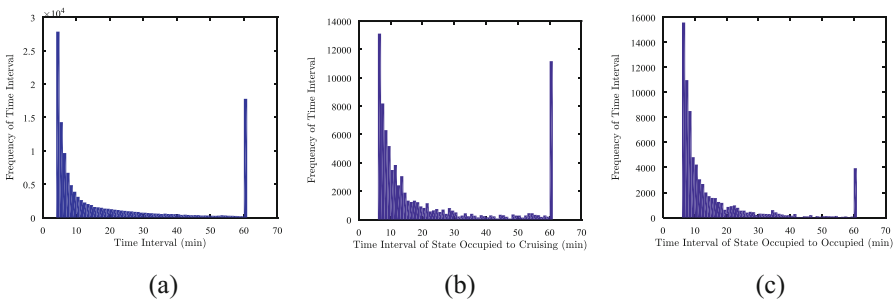 ×10⁴
3
2.5
2
1.5
1
0.5
0
0 10 20 30 40 50 60 70
Frequency of Time Interval
Time Interval (min)
(a)
14000
12000
10000
8000
6000
4000
2000
0
0 10 20 30 40 50 60 70
Frequency of Time Interval
Time Interval of State Occupied to Cruising (min)
(b)
16000
14000
12000
10000
8000
6000
4000
2000
0
0 10 20 30 40 50 60 70
Frequency of Time Interval
Time Interval of State Occupied to Occupied (min)
(c)